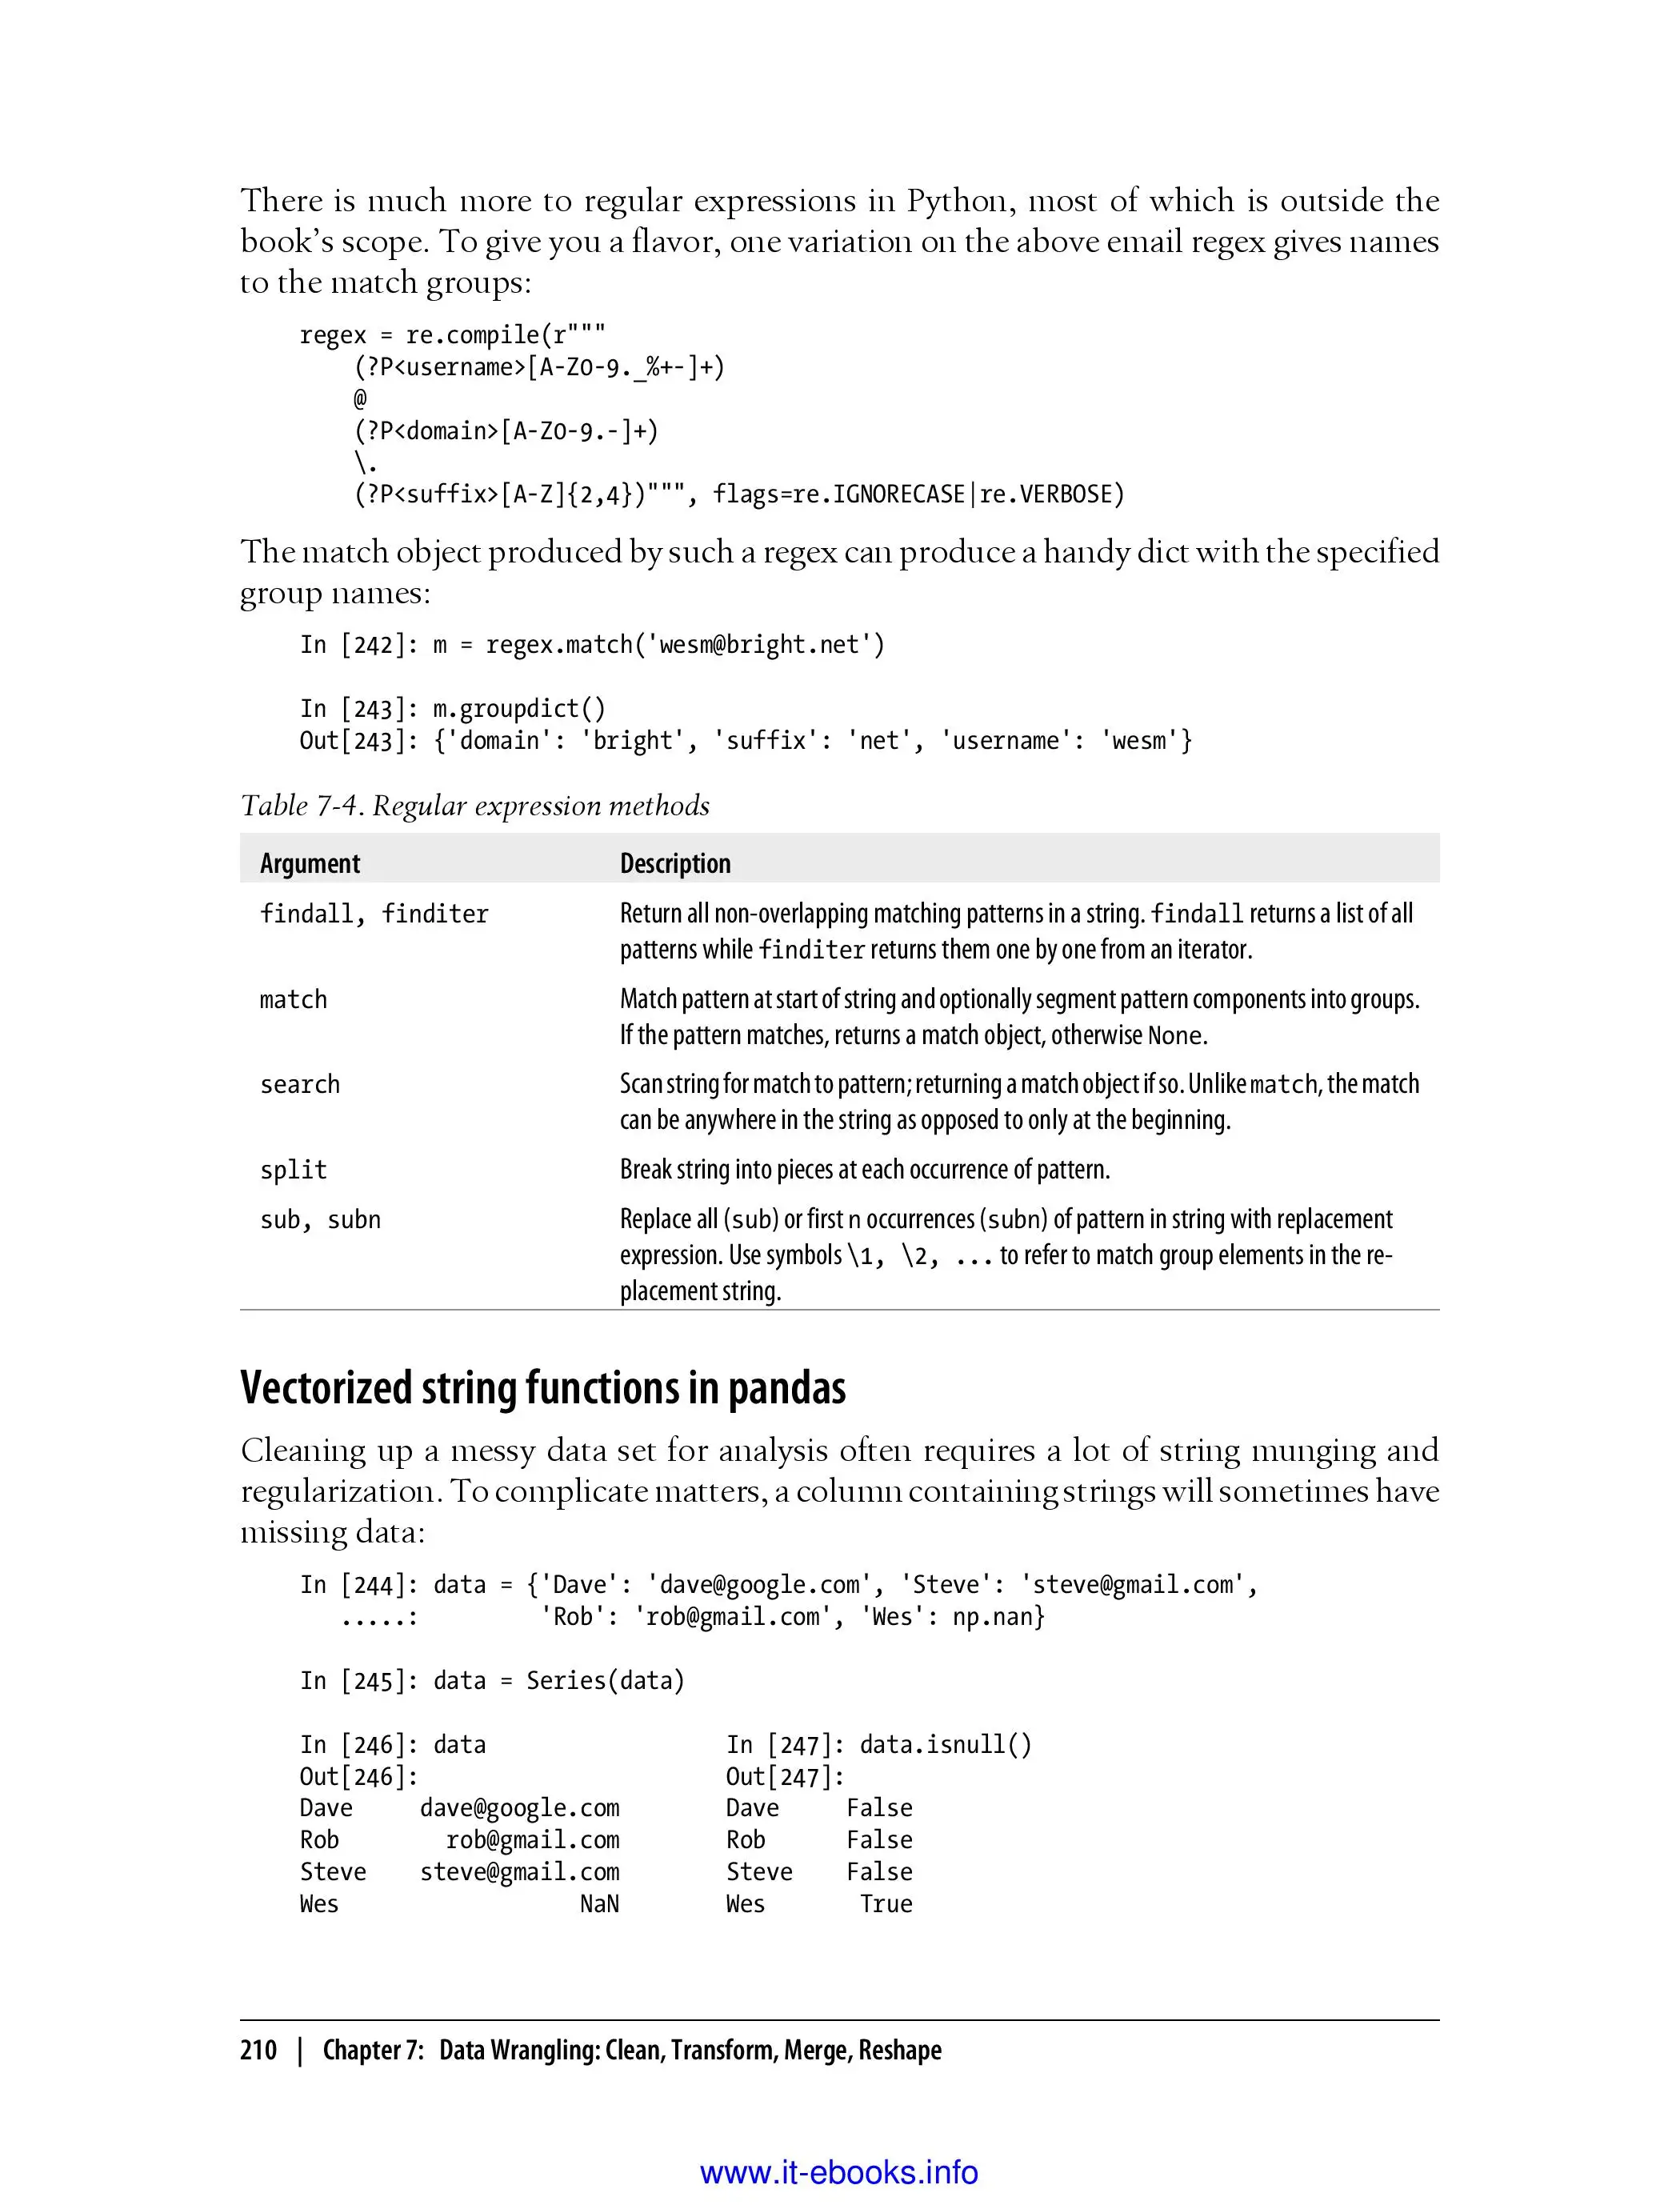 There is much more to regular expressions in Python, most of which is outside the
book’s scope. To give you a flavor, one variation on the above email regex gives names
to the match groups:
regex = re.compile(r"""
    (?P<username>[A-Z0-9._%+-]+)
    @
    (?P<domain>[A-Z0-9.-]+)
    \.
    (?P<suffix>[A-Z]{2,4})""", flags=re.IGNORECASE|re.VERBOSE)
The match object produced by such a regex can produce a handy dict with the specified
group names:
In [242]: m = regex.match('wesm@bright.net')
In [243]: m.groupdict()
Out[243]: {'domain': 'bright', 'suffix': 'net', 'username': 'wesm'}
Table 7-4. Regular expression methods
Argument Description
findall, finditer Return all non-overlapping matching patterns in a string. findall returns a list of all
patterns while finditer returns them one by one from an iterator.
match Match pattern at start of string and optionally segment pattern components into groups.
If the pattern matches, returns a match object, otherwise None.
search Scan string for match to pattern; returning a match object if so. Unlike match, the match
can be anywhere in the string as opposed to only at the beginning.
split Break string into pieces at each occurrence of pattern.
sub, subn Replace all (sub) or first n occurrences (subn) of pattern in string with replacement
expression. Use symbols \1, \2, ... to refer to match group elements in the re-
placement string.
Vectorized string functions in pandas
Cleaning up a messy data set for analysis often requires a lot of string munging and
regularization. To complicate matters, a column containing strings will sometimes have
missing data:
In [244]: data = {'Dave': 'dave@google.com', 'Steve': 'steve@gmail.com',
   .....:         'Rob': 'rob@gmail.com', 'Wes': np.nan}
In [245]: data = Series(data)
In [246]: data                  In [247]: data.isnull()
Out[246]:                       Out[247]:
Dave     dave@google.com        Dave     False
Rob        rob@gmail.com        Rob      False
Steve    steve@gmail.com        Steve    False
Wes                  NaN        Wes       True
210 | Chapter 7: Data Wrangling: Clean, Transform, Merge, Reshape
www.it-ebooks.info